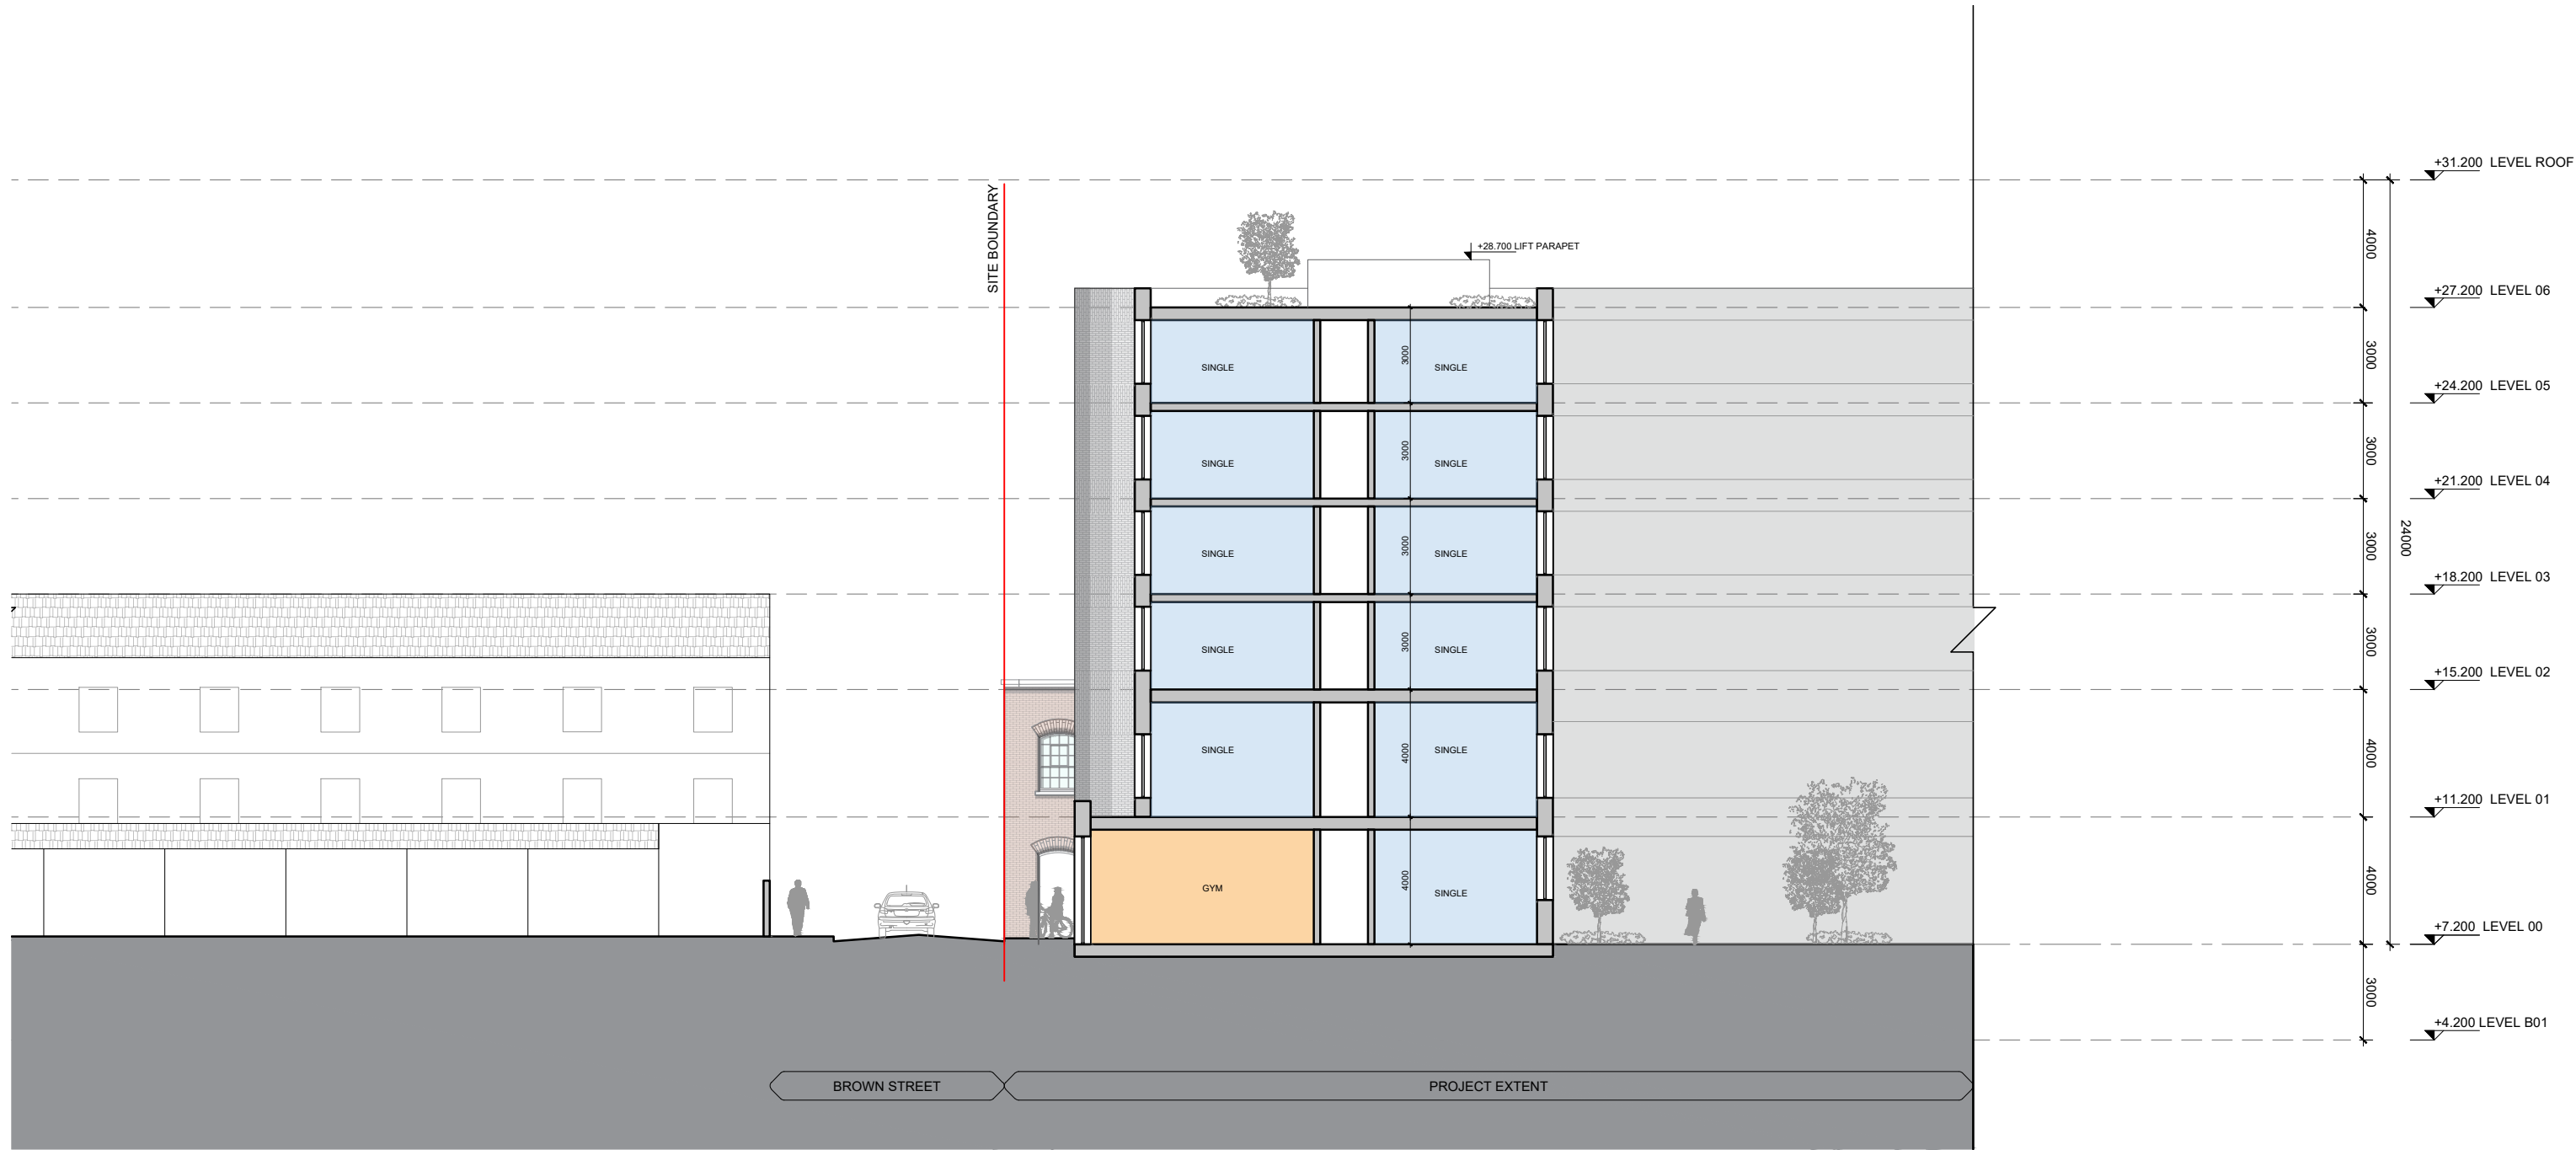 +31.200 LEVEL ROOF
SITE BOUNDARY
4000
+28.700 LIFT PARAPET
+27.200 LEVEL 06
3000
3000
SINGLE
SINGLE
+24.200 LEVEL 05
3000
3000
SINGLE
SINGLE
+21.200 LEVEL 04
24000
3000
3000
SINGLE
SINGLE
+18.200 LEVEL 03
3000
3000
SINGLE
SINGLE
+15.200 LEVEL 02
4000
4000
SINGLE
SINGLE
+11.200 LEVEL 01
4000
4000
GYM
SINGLE
+7.200 LEVEL 00
3000
+4.200 LEVEL B01
BROWN STREET
PROJECT EXTENT